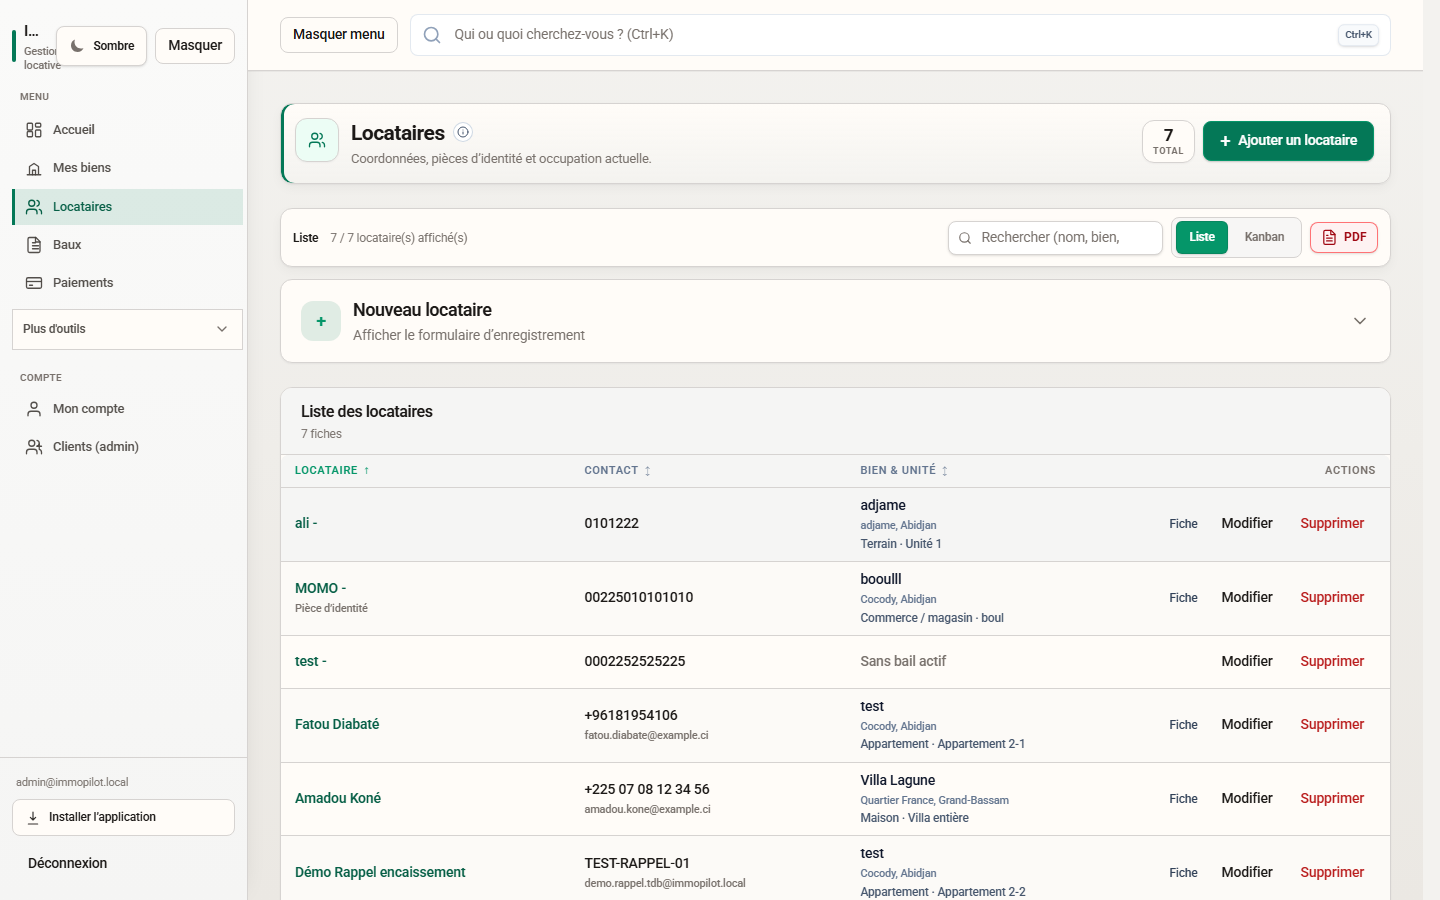 I...
Gestion locative
Sombre
Masquer
MENU
Accueil
Mes biens
Locataires
Baux
Paiements
Plus d'outils
COMPTE
Mon compte
Clients (admin)
admin@immopilot.local
Installer l'application
Déconnexion
Masquer menu
Qui ou quoi cherchez-vous ? (Ctrl+K)
Ctrl+K
Locataires
Coordonnées, pièces d'identité et occupation actuelle.
7
TOTAL
+ Ajouter un locataire
Liste 7 / 7 locataire(s) affiché(s)
Rechercher (nom, bien,
Liste
Kanban
PDF
+
Nouveau locataire
Afficher le formulaire d'enregistrement
Liste des locataires
7 fiches
LOCATAIRE ↑ CONTACT ↕ BIEN & UNITÉ ↕ ACTIONS
ali -
0101222
adjame
adjame, Abidjan
Terrain · Unité 1
Fiche Modifier Supprimer
MOMO -
Pièce d'identité
00225010101010
booulll
Cocody, Abidjan
Commerce / magasin · boul
Fiche Modifier Supprimer
test -
0002252525225
Sans bail actif
Modifier Supprimer
Fatou Diabaté
+96181954106
fatou.diabate@example.ci
test
Cocody, Abidjan
Appartement · Appartement 2-1
Fiche Modifier Supprimer
Amadou Koné
+225 07 08 12 34 56
amadou.kone@example.ci
Villa Lagune
Quartier France, Grand-Bassam
Maison · Villa entière
Fiche Modifier Supprimer
Démo Rappel encaissement
TEST-RAPPEL-01
demo.rappel.tdb@immopilot.local
test
Cocody, Abidjan
Appartement · Appartement 2-2
Fiche Modifier Supprimer